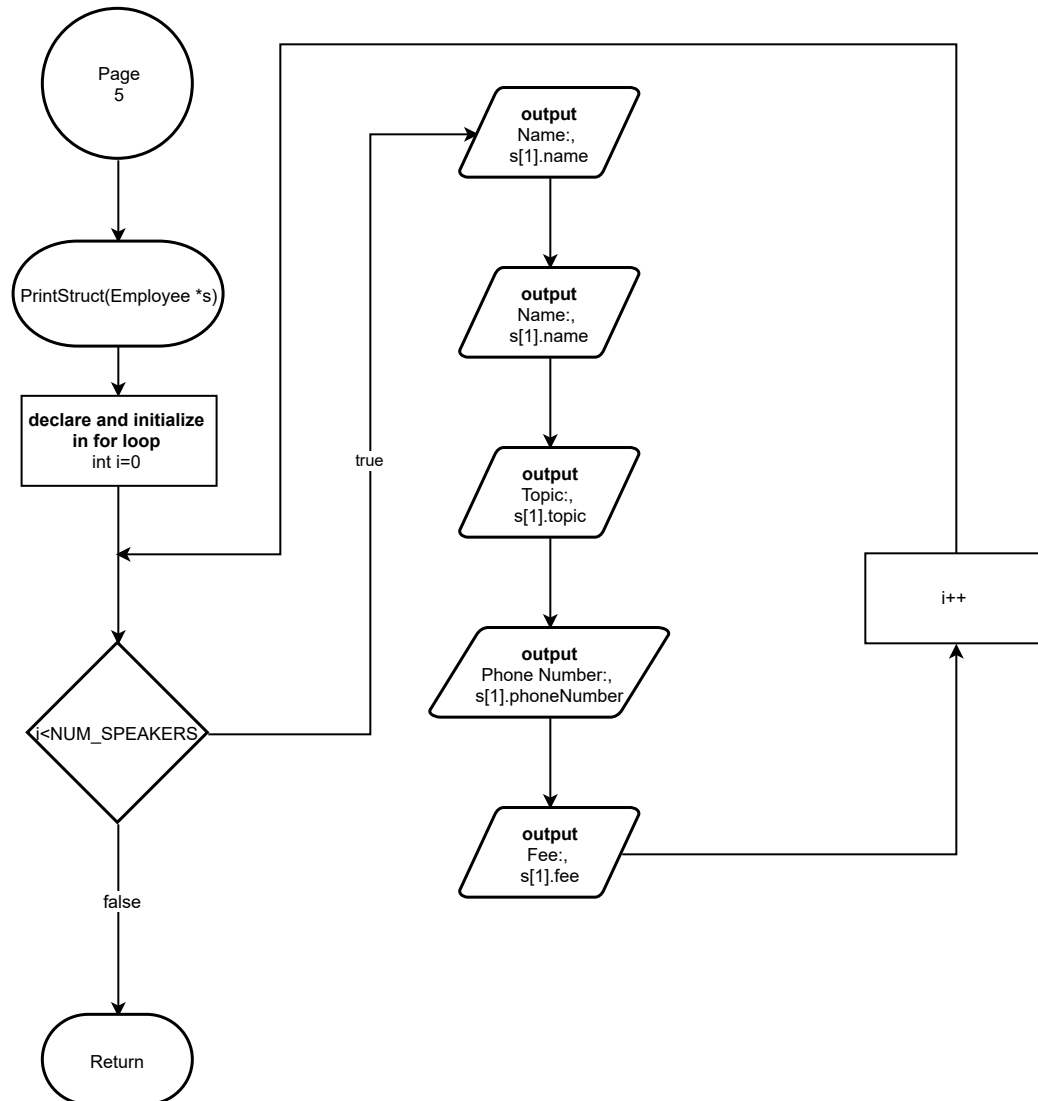 Page
5
PrintStruct(Employee *s)
declare and initialize
in for loop
int i=0
i<NUM_SPEAKERS
true
false
Return
output
Name:,
s[1].name
output
Name:,
s[1].name
output
Topic:,
s[1].topic
output
Phone Number:,
s[1].phoneNumber
output
Fee:,
s[1].fee
i++